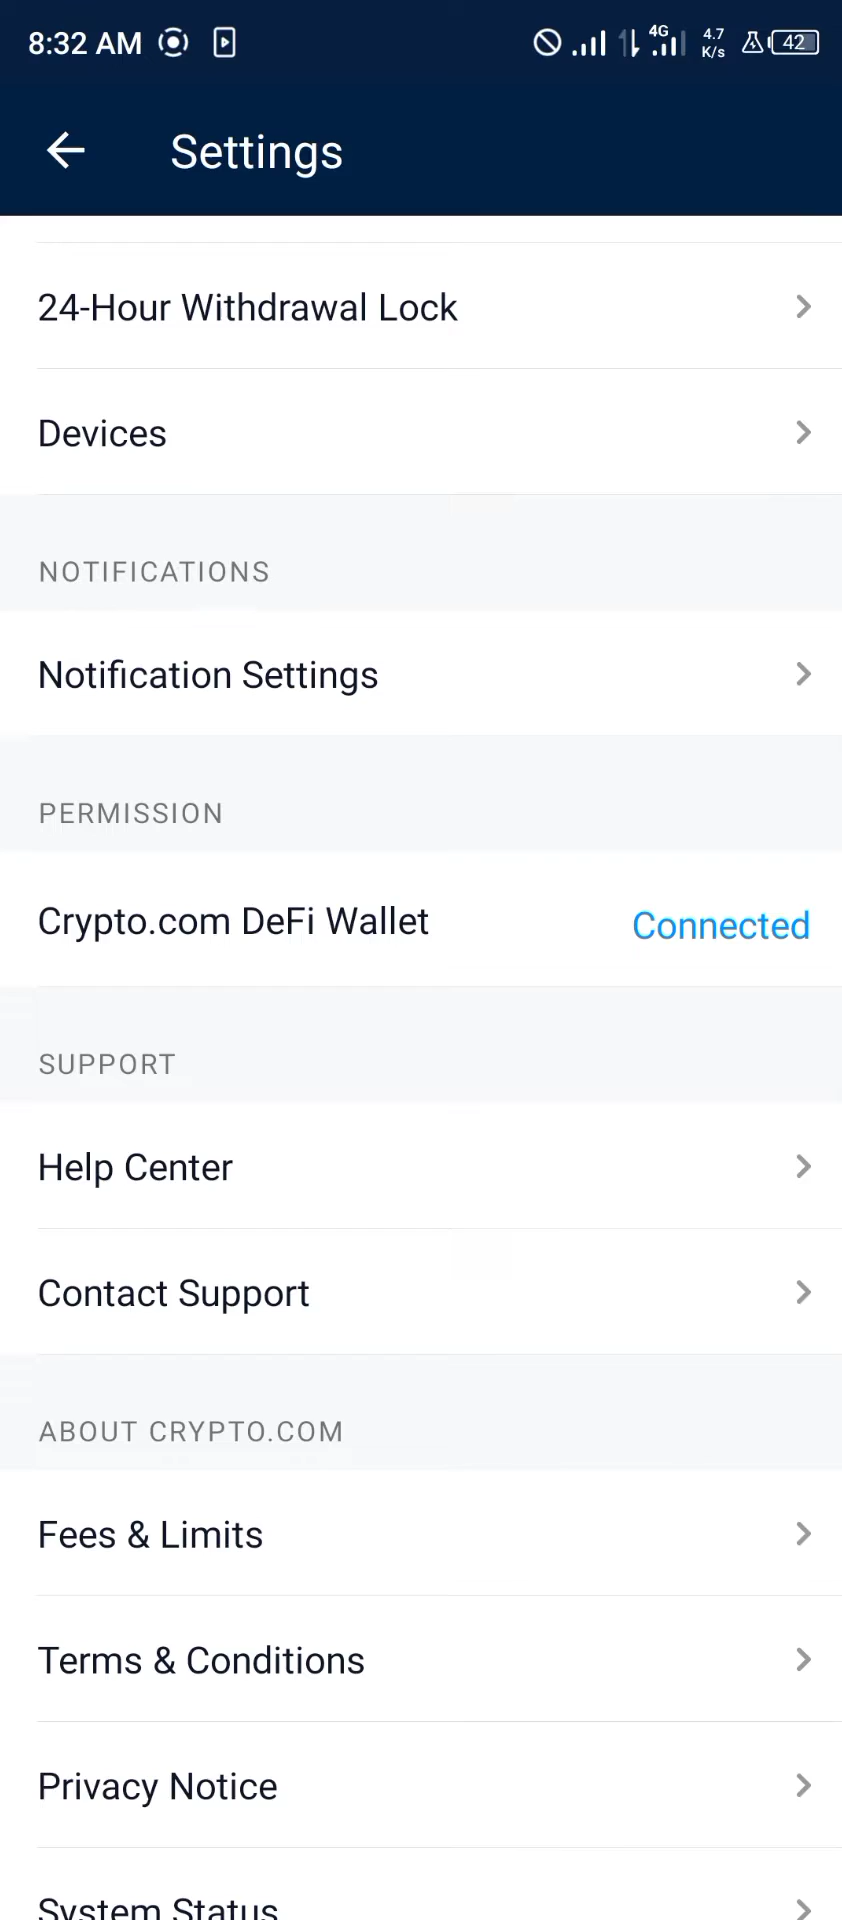 8:32 AM 4G 4.7 K/s 42
Settings
24-Hour Withdrawal Lock
Devices
NOTIFICATIONS
Notification Settings
PERMISSION
Crypto.com DeFi Wallet Connected
SUPPORT
Help Center
Contact Support
ABOUT CRYPTO.COM
Fees & Limits
Terms & Conditions
Privacy Notice
System Status